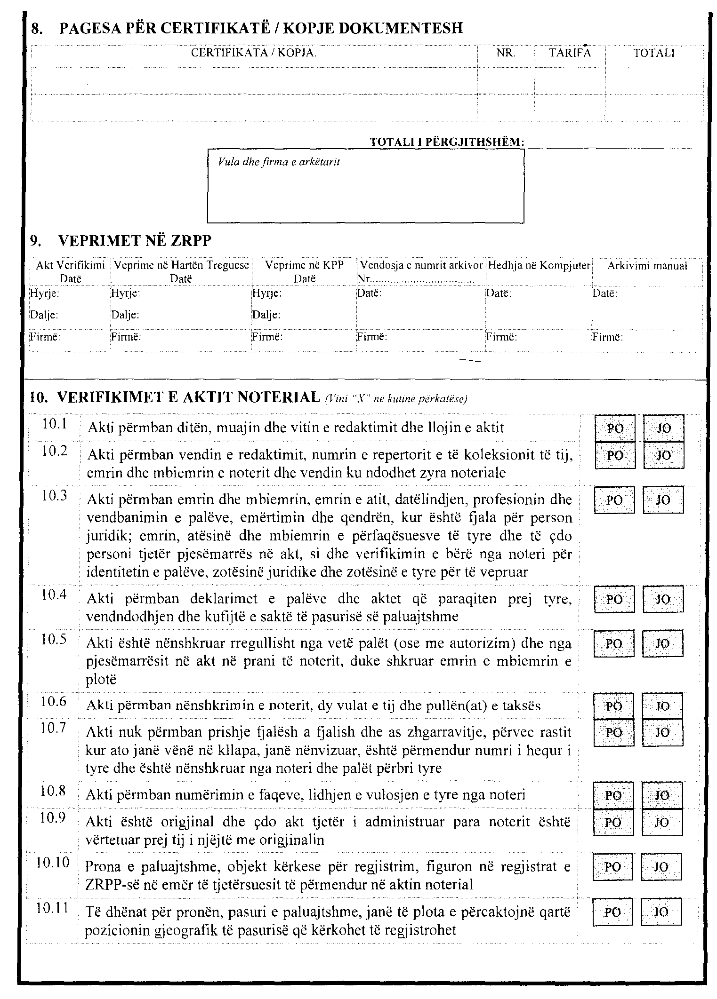 8. PAGESA PËR CERTIFIKATË / KOPJE DOKUMENTESH
CERTIFIKATA / KOPJA. NR. TARIFA TOTALI
TOTALI I PËRGJITHSHËM:
Vula dhe firma e arkëtarit
9. VEPRIMET NË ZRPP
Akt Verifikimi Veprime në Hartën Treguese Veprime në KPP Vendosja e numrit arkivor Hedhja në Kompjuter Arkivimi manual
Datë Datë Datë Nr...................................
Hyrje: Hyrje: Hyrje: Datë: Datë: Datë:
Dalje: Dalje: Dalje:
Firmë: Firmë: Firmë: Firmë: Firmë: Firmë:
10. VERIFIKIMET E AKTIT NOTERIAL (Vini "X" në kutinë përkatëse)
10.1 Akti përmban ditën, muajin dhe vitin e redaktimit dhe llojin e aktit PO JO
10.2 Akti përmban vendin e redaktimit, numrin e repertorit e të koleksionit të tij, PO JO
emrin dhe mbiemrin e noterit dhe vendin ku ndodhet zyra noteriale
10.3 Akti përmban emrin dhe mbiemrin, emrin e atit, datëlindjen, profesionin dhe PO JO
vendbanimin e palëve, emërtimin dhe qendrën, kur është fjala për person
juridik; emrin, atësinë dhe mbiemrin e përfaqësuesve të tyre dhe të çdo
personi tjetër pjesëmarrës në akt, si dhe verifikimin e bërë nga noteri për
identitetin e palëve, zotësinë juridike dhe zotësinë e tyre për të vepruar
10.4 Akti përmban deklarimet e palëve dhe aktet që paraqiten prej tyre, PO JO
vendndodhjen dhe kufijtë e saktë të pasurisë së paluajtshme
10.5 Akti është nënshkruar rregullisht nga vetë palët (ose me autorizim) dhe nga PO JO
pjesëmarrësit në akt në prani të noterit, duke shkruar emrin e mbiemrin e
plotë
10.6 Akti përmban nënshkrimin e noterit, dy vulat e tij dhe pullën(at) e taksës PO JO
10.7 Akti nuk përmban prishje fjalësh a fjalish dhe as zhgarravitje, përvec rastit PO JO
kur ato janë vënë në kllapa, janë nënvizuar, është përmendur numri i hequr i
tyre dhe është nënshkruar nga noteri dhe palët përbri tyre
10.8 Akti përmban numërimin e faqeve, lidhjen e vulosjen e tyre nga noteri PO JO
10.9 Akti është origjinal dhe çdo akt tjetër i administruar para noterit është PO JO
vërtetuar prej tij i njëjtë me origjinalin
10.10 Prona e paluajtshme, objekt kërkese për regjistrim, figuron në regjistrat e PO JO
ZRPP-së në emër të tjetërsuesit të përmendur në aktin noterial
10.11 Të dhënat për pronën, pasuri e paluajtshme, janë të plota e përcaktojnë qartë PO JO
pozicionin gjeografik të pasurisë që kërkohet të regjistrohet